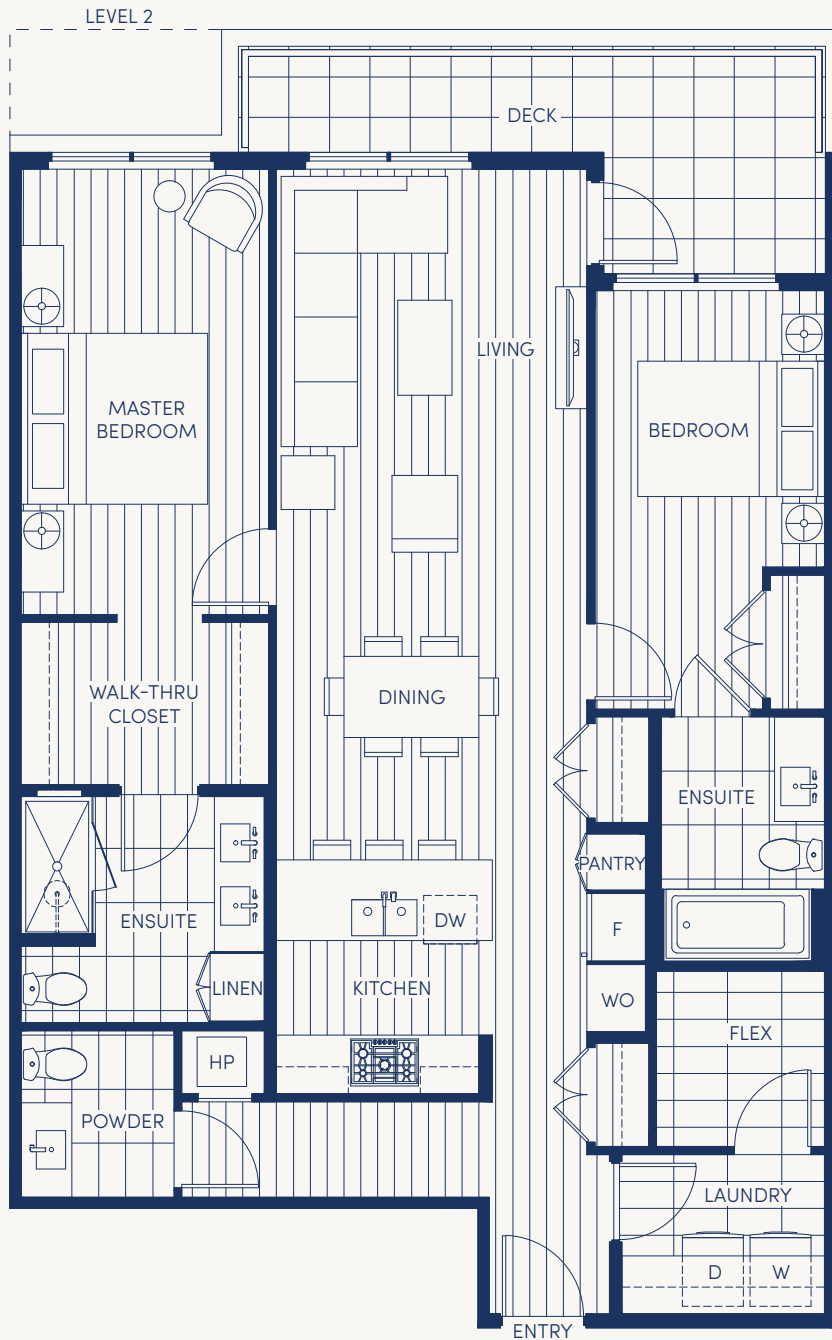 LEVEL 2
DECK
LIVING
MASTER
BEDROOM
BEDROOM
WALK-THRU
CLOSET
DINING
ENSUITE
PANTRY
ENSUITE
DW
F
LINEN
KITCHEN
WO
FLEX
HP
POWDER
LAUNDRY
D
W
ENTRY